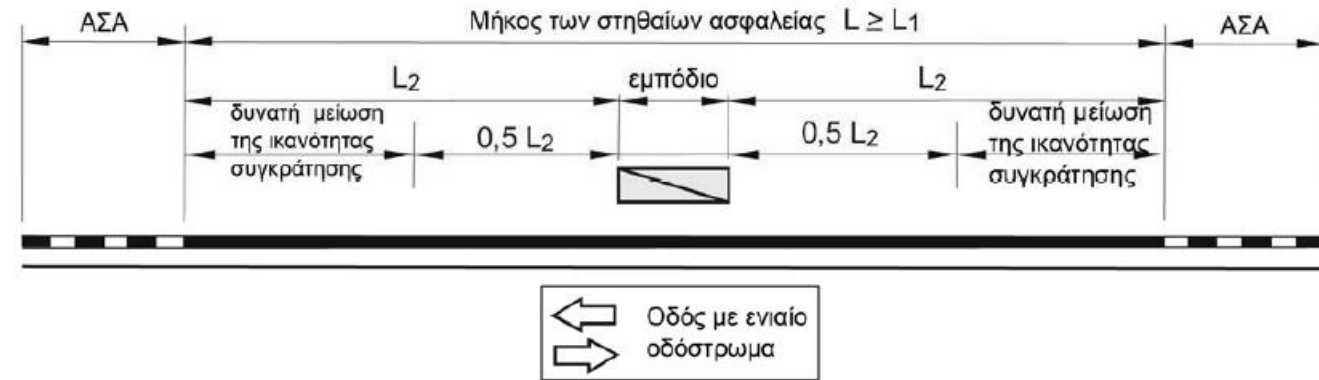 ΑΣΑ
Μήκος των στηθαίων ασφαλείας L ≥ L1
ΑΣΑ
L2
εμπόδιο
L2
δυνατή μείωση
της ικανότητας
συγκράτησης
0,5 L2
0,5 L2
δυνατή μείωση
της ικανότητας
συγκράτησης
Οδός με ενιαίο
οδόστρωμα